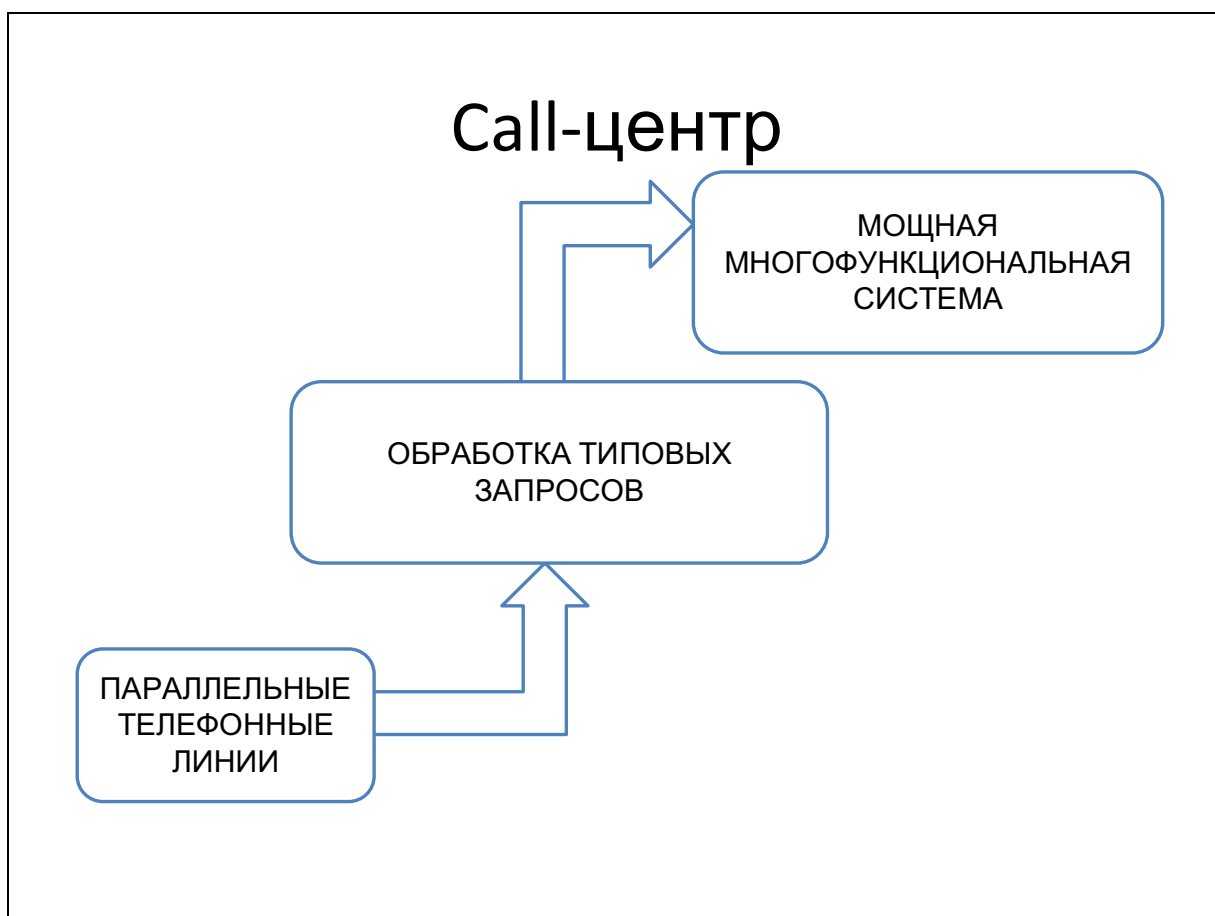 Call-центр
МОЩНАЯ
МНОГОФУНКЦИОНАЛЬНАЯ
СИСТЕМА
ОБРАБОТКА ТИПОВЫХ
ЗАПРОСОВ
ПАРАЛЛЕЛЬНЫЕ
ТЕЛЕФОННЫЕ
ЛИНИИ